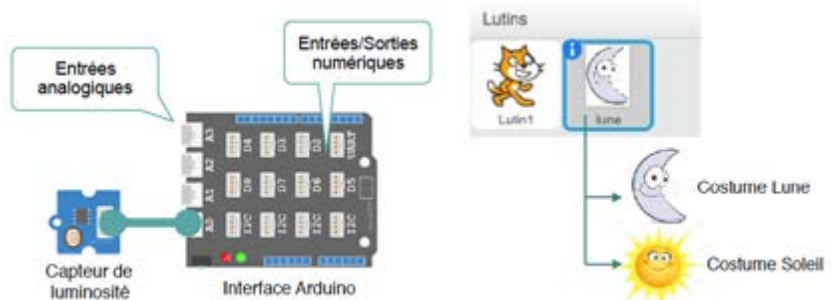 Entrées
analogiques
Entrées/Sorties
numériques
A3
A2
A1
A0
D4
D3
D2
UART
D8
D7
D6
D5
I2C
I2C
I2C
I2C
Capteur de
luminosité
Interface Arduino
Lutins
Lutin1
lune
Costume Lune
Costume Soleil